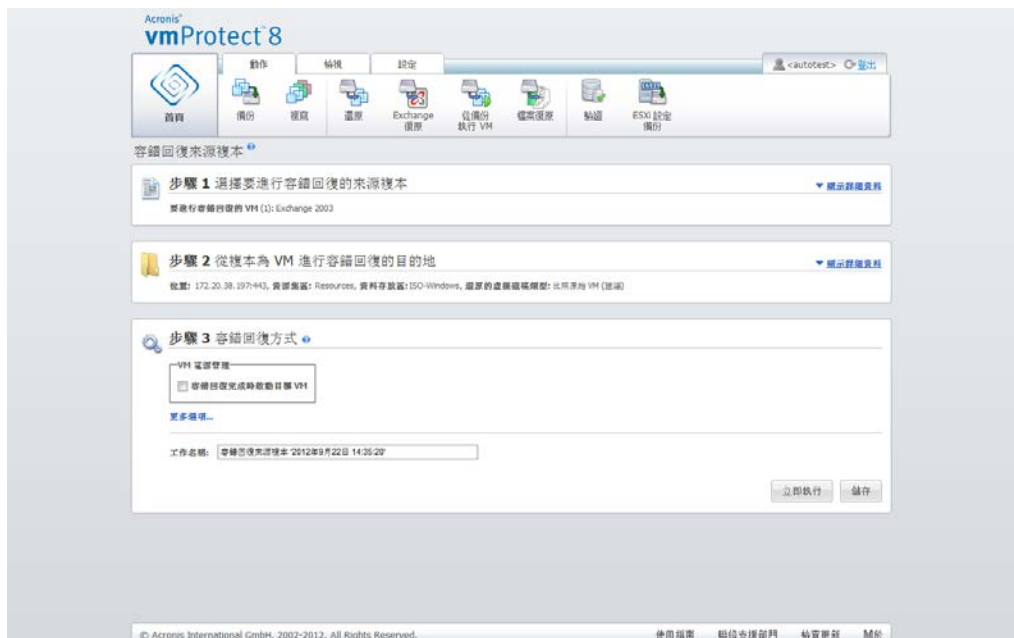 Acronis®
vmProtect™8
動作 檢視 設定
<autotest> 登出
首頁
備份
複寫
還原
Exchange
復原
從備份
執行 VM
檔案復原
驗證
ESXi 設定
備份
容錯回復來源複本
步驟 1 選擇要進行容錯回復的來源複本
顯示詳細資料
要進行容錯回復的 VM (1): Exchange 2003
步驟 2 從複本為 VM 進行容錯回復的目的地
顯示詳細資料
位置: 172.20.38.197:443, 資源集區: Resources, 資料存放區: ISO-Windows, 還原的虛擬磁碟類型: 比照原始 VM (建議)
步驟 3 容錯回復方式
VM 電源管理
容錯回復完成時啟動目標 VM
更多選項...
工作名稱: 容錯回復來源複本 '2012年9月22日 14:35:29'
立即執行 儲存
© Acronis International GmbH, 2002-2012. All Rights Reserved.
使用指南 聯絡支援部門 檢查更新 關於